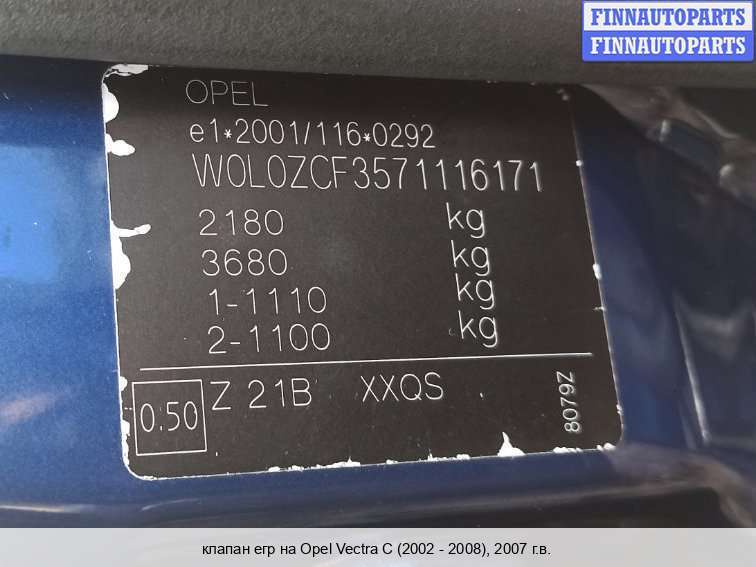 FINNAUTOPARTS
FINNAUTOPARTS
OPEL
e1*2001/116*0292
W0L0ZCF3571116171
2180 kg
3680 kg
1-1110 kg
2-1100 kg
0.50 Z 21B XXQS
8079Z
клапан егр на Opel Vectra C (2002 - 2008), 2007 г.в.